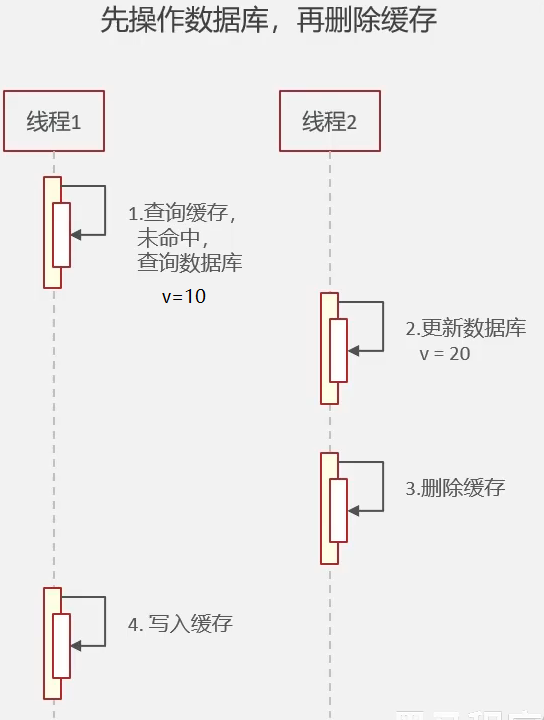 先操作数据库，再删除缓存
线程1
线程2
1.查询缓存，
未命中，
查询数据库
v=10
2.更新数据库
v = 20
3.删除缓存
4. 写入缓存